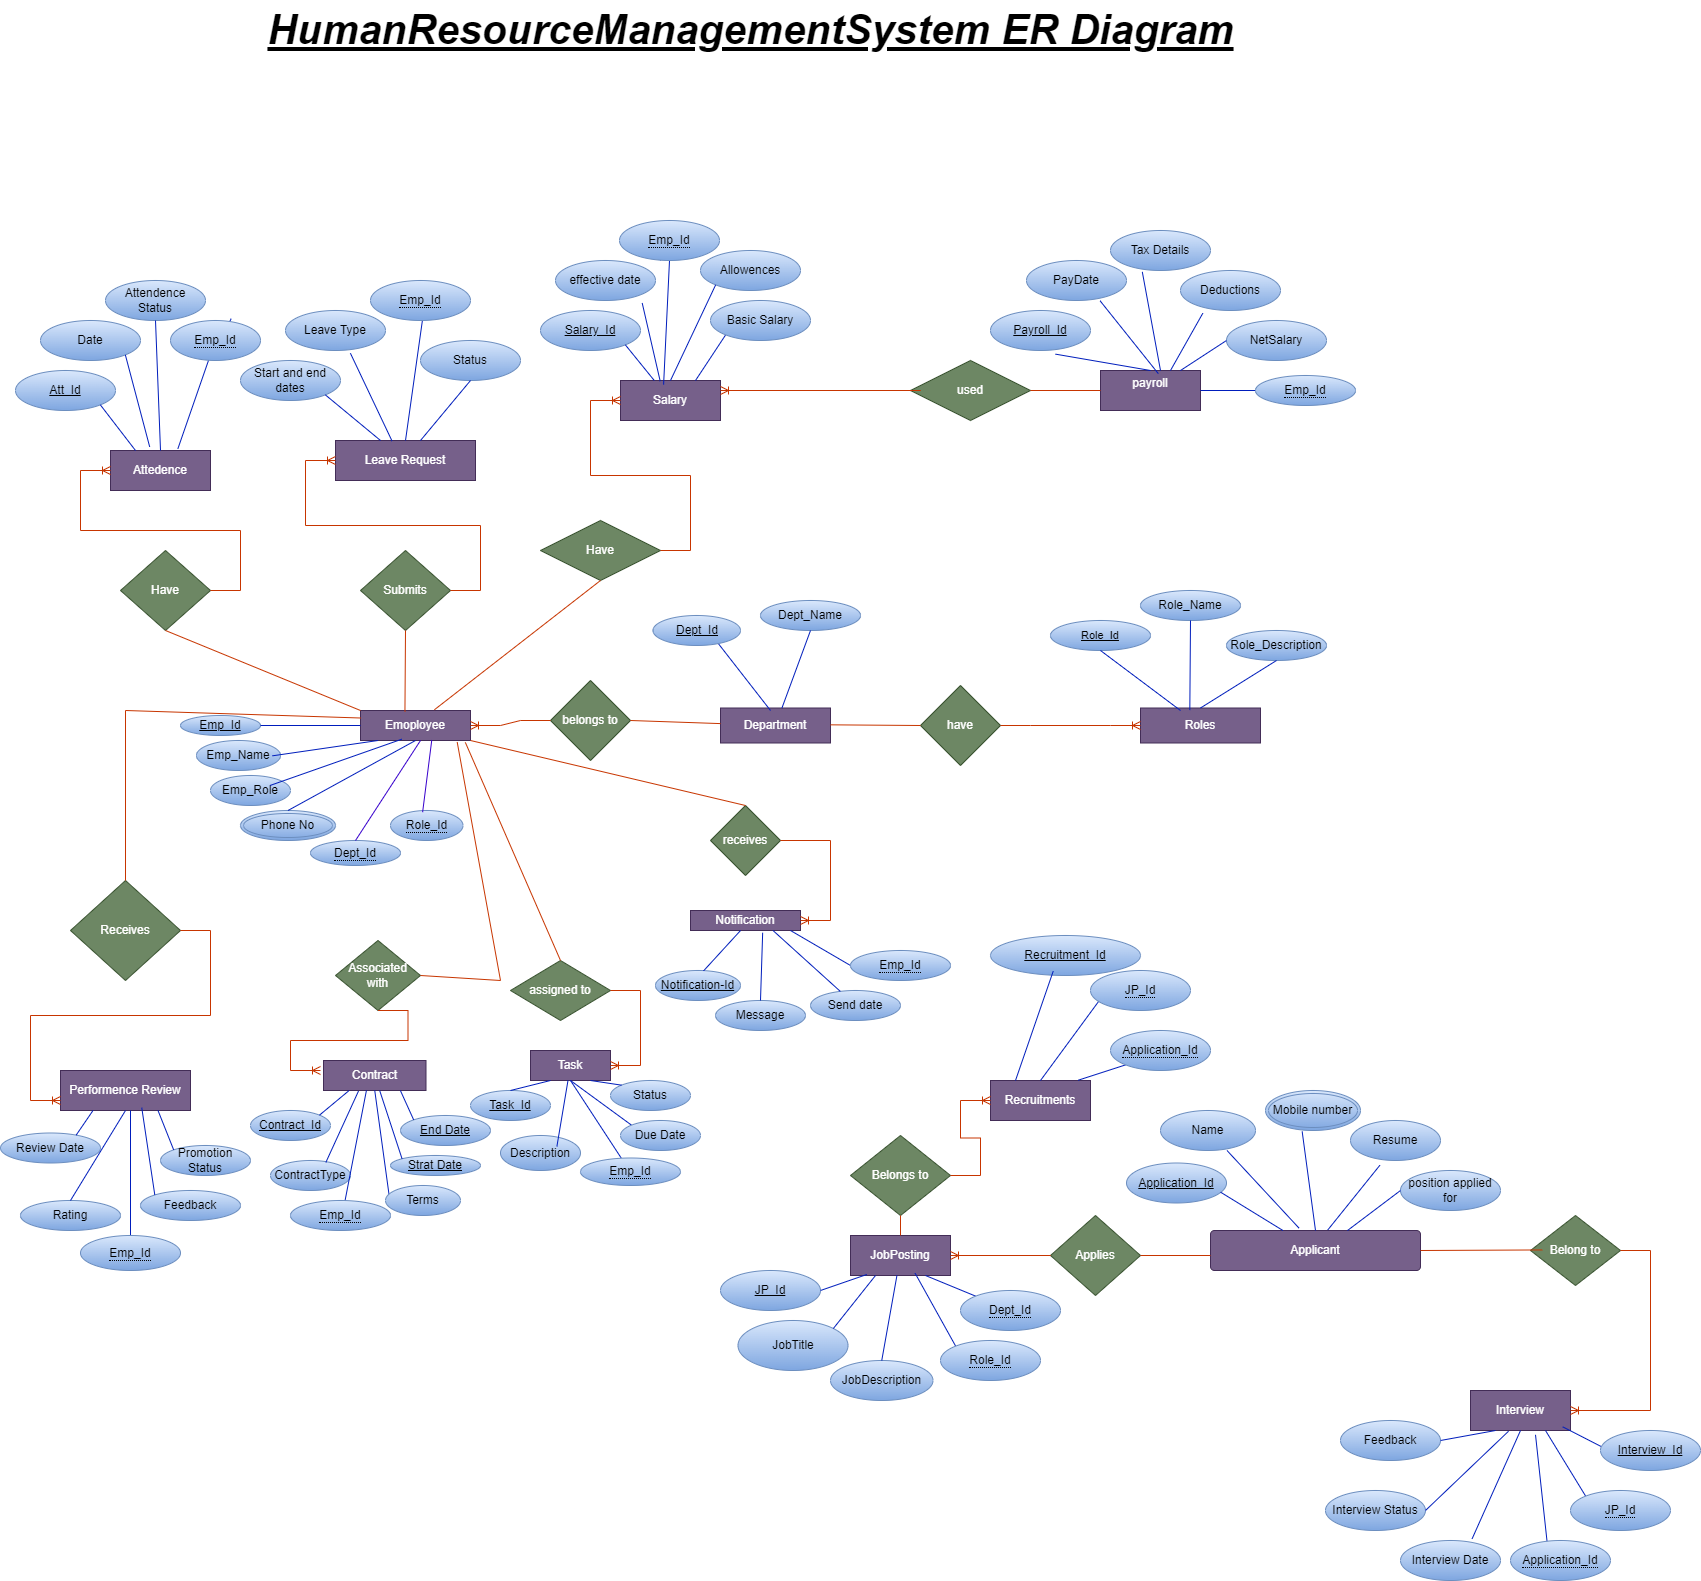 HumanResourceManagementSystem ER Diagram
Emp_Id
effective date
Allowences
Salary_Id
Basic Salary
Salary
Tax Details
PayDate
Deductions
Payroll_Id
NetSalary
Emp_Id
payroll
used
Attendence
Status
Date
Emp_Id
Att_Id
Attedence
Emp_Id
Leave Type
Status
Start and end
dates
Leave Request
Have
Submits
Have
Dept_Id
Dept_Name
Role_Name
Role_Id
Role_Description
Emp_Id
Emoployee
belongs to
Department
have
Roles
Emp_Name
Emp_Role
Phone No
Dept_Id
Role_Id
receives
Receives
Notification
Notification-Id
Message
Send date
Emp_Id
Associated
with
assigned to
Recruitment_Id
JP_Id
Application_Id
Recruitments
Performence Review
Review Date
Promotion
Status
Rating
Feedback
Emp_Id
Contract
Contract_Id
End Date
ContractType
Strat Date
Terms
Emp_Id
Task
Task_Id
Status
Description
Due Date
Emp_Id
Belongs to
Name
Mobile number
Resume
Application_Id
position applied
for
JobPosting
Applies
Applicant
Belong to
JP_Id
Dept_Id
JobTitle
Role_Id
JobDescription
Interview
Feedback
Interview_Id
Interview Status
JP_Id
Interview Date
Application_Id